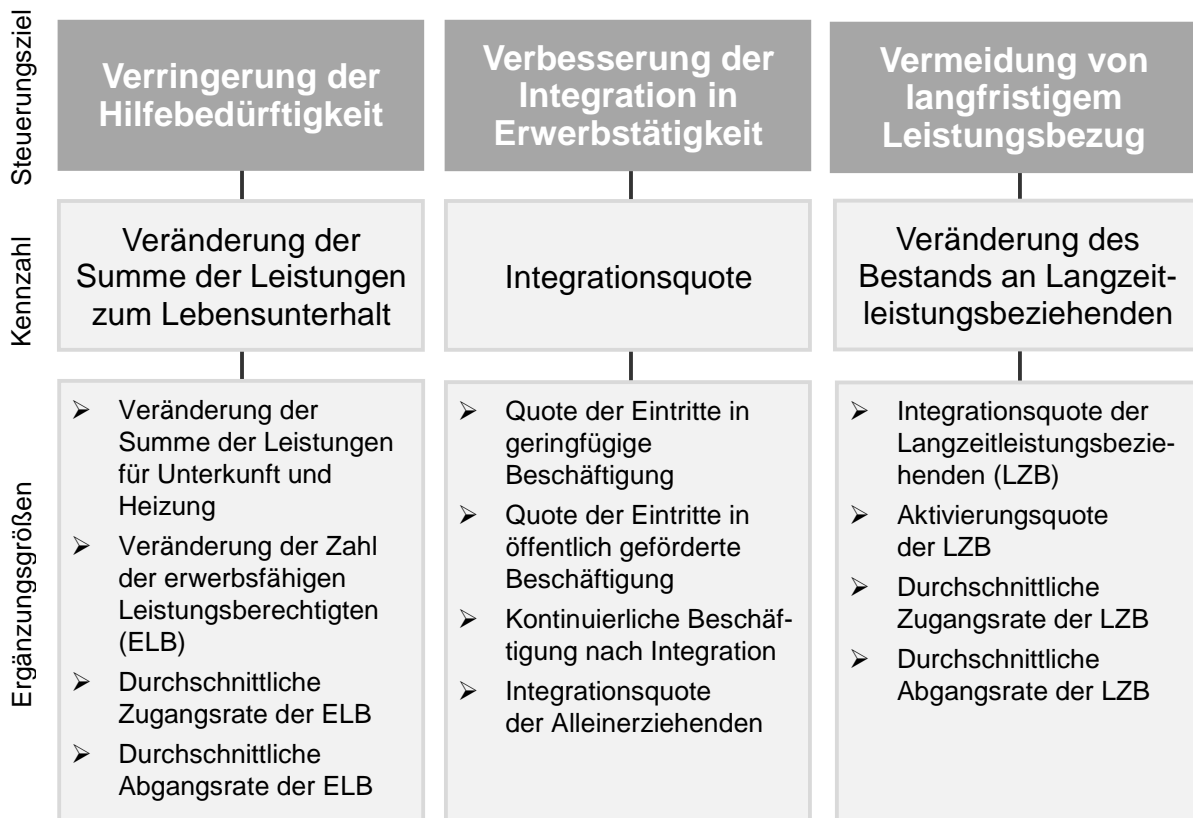 Steuerungsziel
Verringerung der
Hilfebedürftigkeit
Verbesserung der
Integration in
Erwerbstätigkeit
Vermeidung von
langfristigem
Leistungsbezug
Kennzahl
Veränderung der
Summe der Leistungen
zum Lebensunterhalt
Integrationsquote
Veränderung des
Bestands an Langzeit-
leistungsbeziehenden
Ergänzungsgrößen
➢ Veränderung der
Summe der Leistungen
für Unterkunft und
Heizung
➢ Veränderung der Zahl
der erwerbsfähigen
Leistungsberechtigten
(ELB)
➢ Durchschnittliche
Zugangsrate der ELB
➢ Durchschnittliche
Abgangsrate der ELB
➢ Quote der Eintritte in
geringfügige
Beschäftigung
➢ Quote der Eintritte in
öffentlich geförderte
Beschäftigung
➢ Kontinuierliche Beschäf-
tigung nach Integration
➢ Integrationsquote
der Alleinerziehenden
➢ Integrationsquote der
Langzeitleistungsbezie-
henden (LZB)
➢ Aktivierungsquote
der LZB
➢ Durchschnittliche
Zugangsrate der LZB
➢ Durchschnittliche
Abgangsrate der LZB